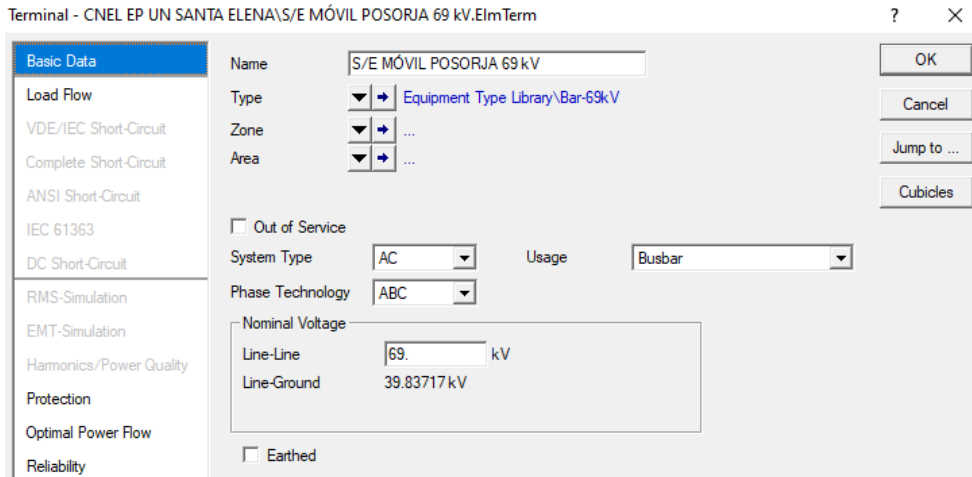 Terminal - CNEL EP UN SANTA ELENA\S/E MÓVIL POSORJA 69 kV.ElmTerm ? ✕
Basic Data
Load Flow
VDE/IEC Short-Circuit
Complete Short-Circuit
ANSI Short-Circuit
IEC 61363
DC Short-Circuit
RMS-Simulation
EMT-Simulation
Harmonics/Power Quality
Protection
Optimal Power Flow
Reliability
Name S/E MÓVIL POSORJA 69 kV
Type Equipment Type Library\Bar-69kV
Zone ...
Area ...
Out of Service
System Type AC Usage Busbar
Phase Technology ABC
Nominal Voltage
Line-Line 69. kV
Line-Ground 39.83717 kV
Earthed
OK
Cancel
Jump to ...
Cubicles